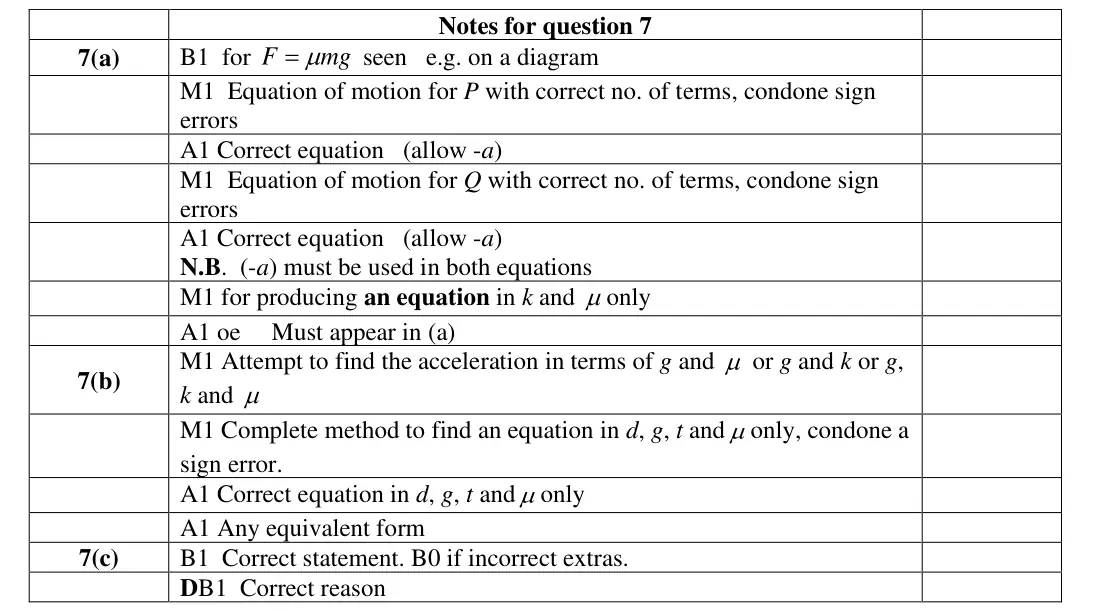 Notes for question 7
7(a) B1 for F = μmg seen e.g. on a diagram
M1 Equation of motion for P with correct no. of terms, condone sign
errors
A1 Correct equation (allow -a)
M1 Equation of motion for Q with correct no. of terms, condone sign
errors
A1 Correct equation (allow -a)
N.B. (-a) must be used in both equations
M1 for producing an equation in k and μ only
A1 oe Must appear in (a)
7(b) M1 Attempt to find the acceleration in terms of g and μ or g and k or g,
k and μ
M1 Complete method to find an equation in d, g, t and μ only, condone a
sign error.
A1 Correct equation in d, g, t and μ only
A1 Any equivalent form
7(c) B1 Correct statement. B0 if incorrect extras.
DB1 Correct reason